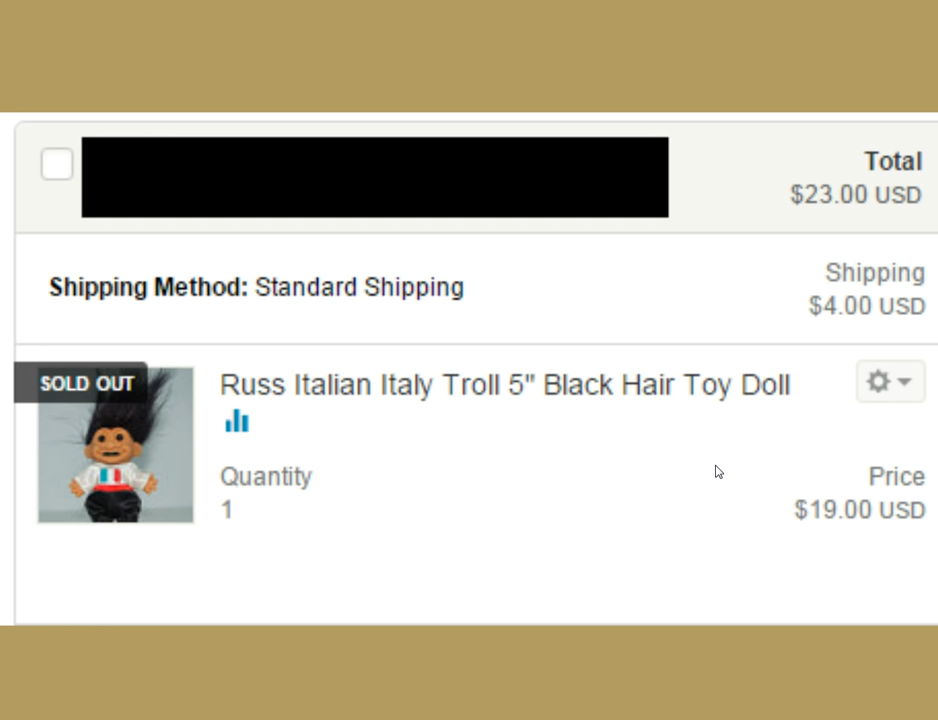 Total
$23.00 USD
Shipping Method: Standard Shipping
Shipping
$4.00 USD
SOLD OUT
Russ Italian Italy Troll 5" Black Hair Toy Doll
Quantity
1
Price
$19.00 USD